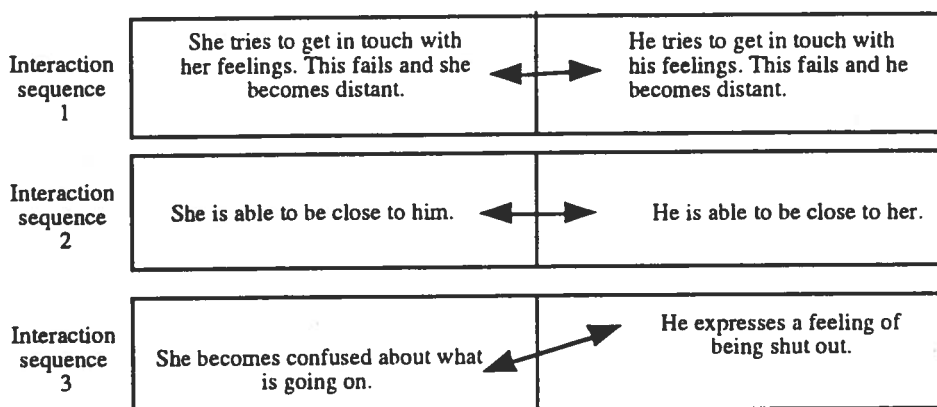 Interaction
sequence
1
She tries to get in touch with
her feelings. This fails and she
becomes distant.
He tries to get in touch with
his feelings. This fails and he
becomes distant.
Interaction
sequence
2
She is able to be close to him.
He is able to be close to her.
Interaction
sequence
3
She becomes confused about what
is going on.
He expresses a feeling of
being shut out.